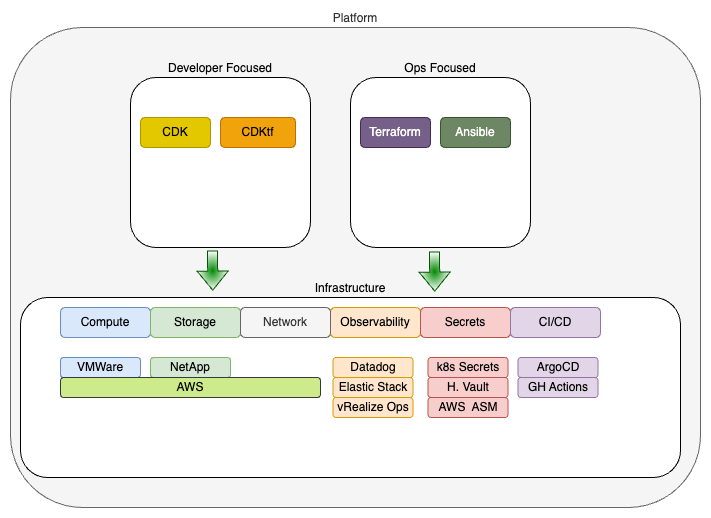 Platform
Developer Focused
Ops Focused
CDK
CDKtf
Terraform
Ansible
Infrastructure
Compute
Storage
Network
Observability
Secrets
CI/CD
VMWare
NetApp
Datadog
k8s Secrets
ArgoCD
AWS
Elastic Stack
H. Vault
GH Actions
vRealize Ops
AWS ASM